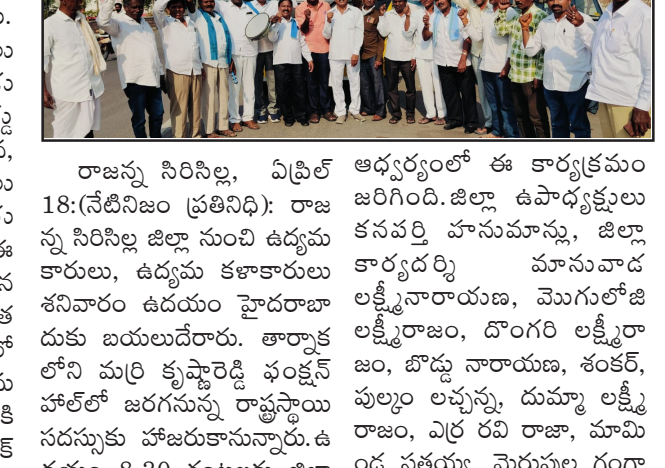 రాజన్న సిరిసిల్ల, ఏప్రిల్
18:(నేటినిజం ప్రతినిధి): రాజ
న్న సిరిసిల్ల జిల్లా నుంచి ఉద్యమ
కారులు, ఉద్యమ కళాకారులు
శనివారం ఉదయం హైదరాబా
దుకు బయలుదేరారు. తార్నాక
లోని మర్రి కృష్ణారెడ్డి ఫంక్షన్
హాల్‌లో జరగనున్న రాష్ట్రస్థాయి
సదస్సుకు హాజరుకానున్నారు.ఉ
ఆధ్వర్యంలో ఈ కార్యక్రమం
జరిగింది.జిల్లా ఉపాధ్యక్షులు
కనపర్తి హనుమాన్లు, జిల్లా
కార్యదర్శి మానువాడ
లక్ష్మీనారాయణ, మొగులోజి
లక్ష్మీరాజం, దొంగరి లక్ష్మీరా
జం, బొడ్డు నారాయణ, శంకర్,
పుల్కం లచ్చన్న, దుమ్మా లక్ష్మీ
రాజం, ఎర్ర రవి రాజా, మామి